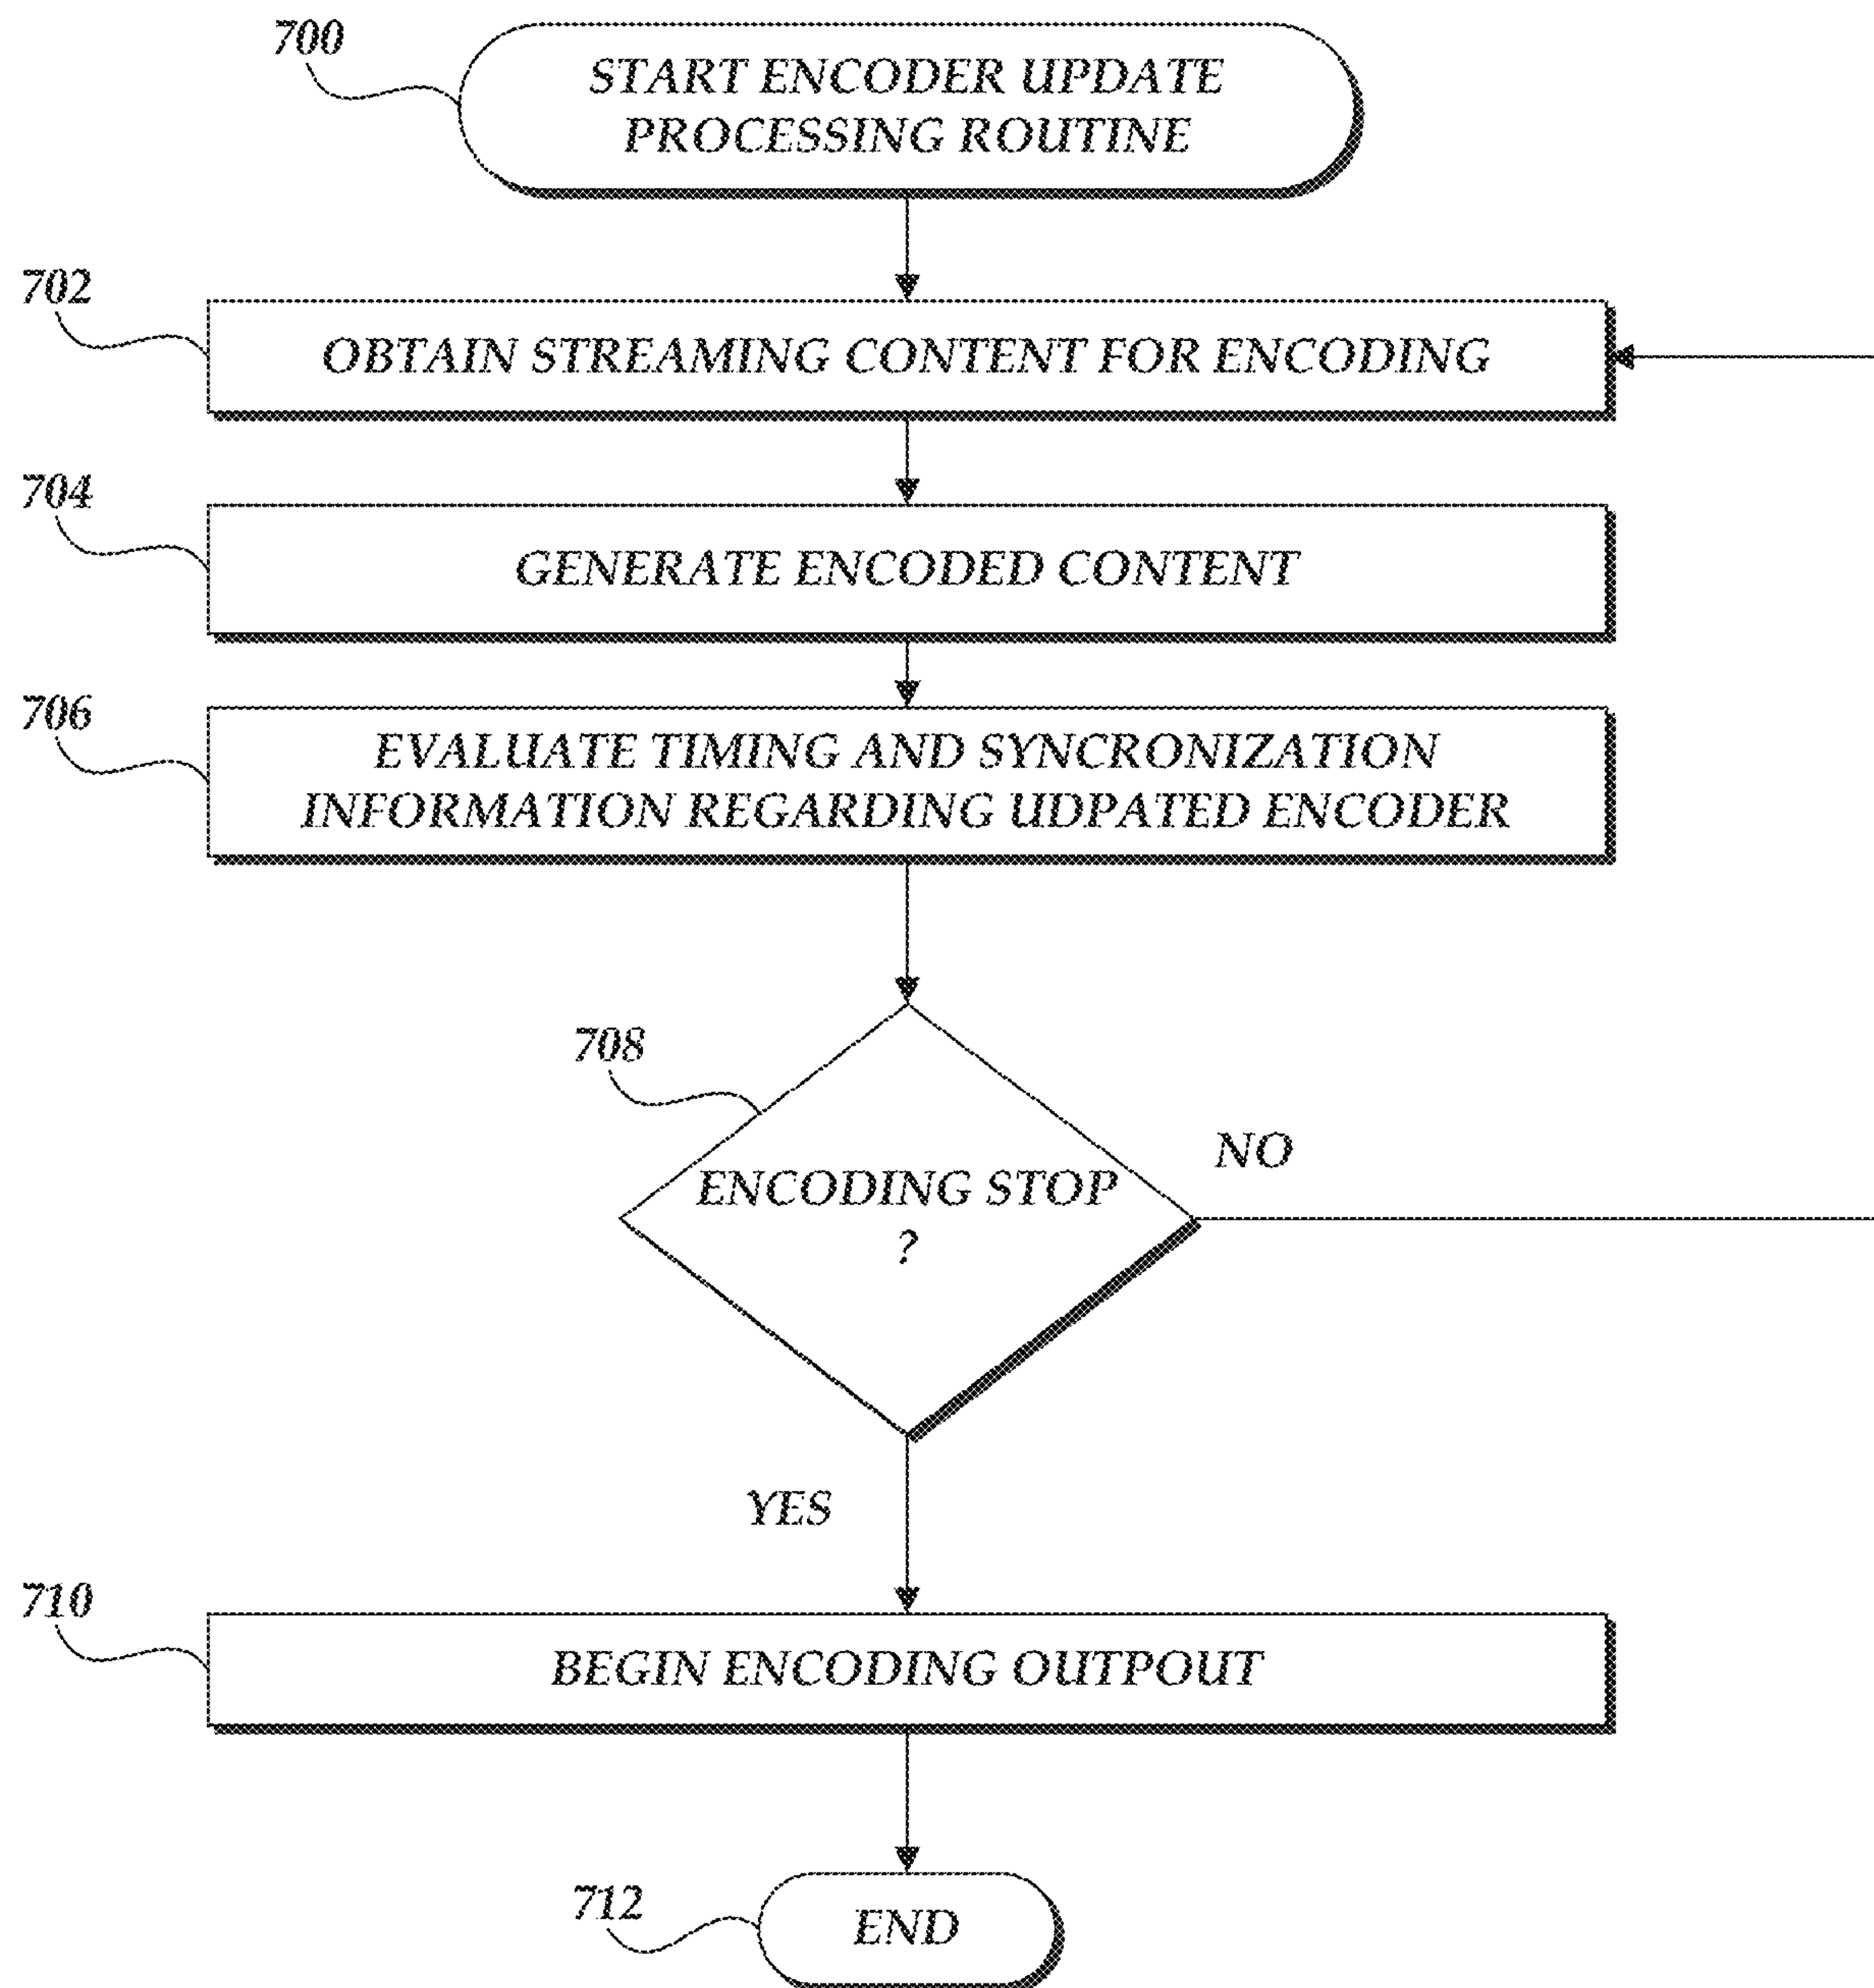 700
START ENCODER UPDATE
PROCESSING ROUTINE
702
OBTAIN STREAMING CONTENT FOR ENCODING
704
GENERATE ENCODED CONTENT
706
EVALUATE TIMING AND SYNCRONIZATION
INFORMATION REGARDING UDPATED ENCODER
708
ENCODING STOP
?
NO
YES
710
BEGIN ENCODING OUTPOUT
712
END